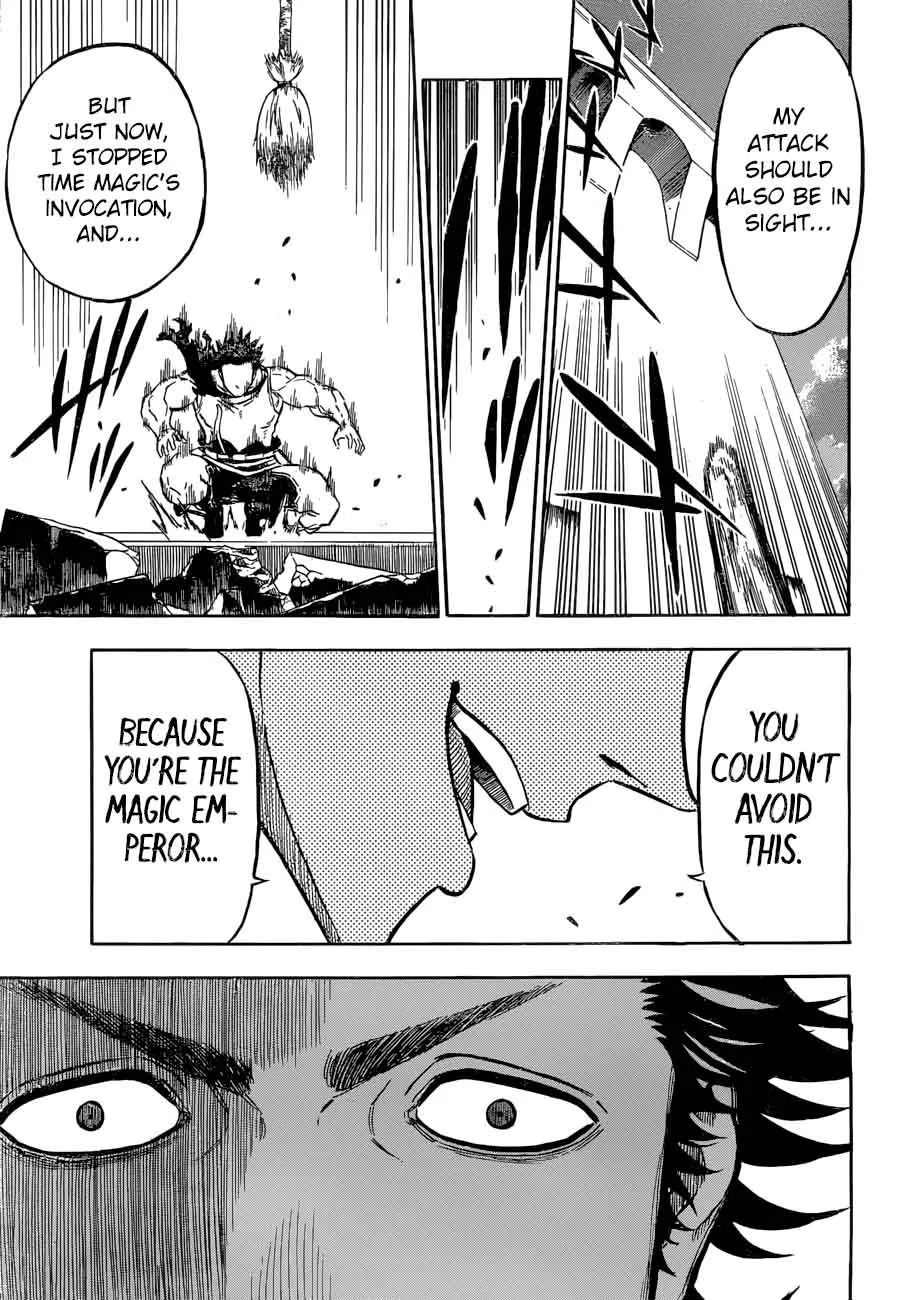 MY
ATTACK
SHOULD
ALSO BE IN
SIGHT...
BUT
JUST NOW,
I STOPPED
TIME MAGIC'S
INVOCATION,
AND...
YOU
COULDN'T
AVOID
THIS.
BECAUSE
YOU'RE THE
MAGIC EM-
PEROR...